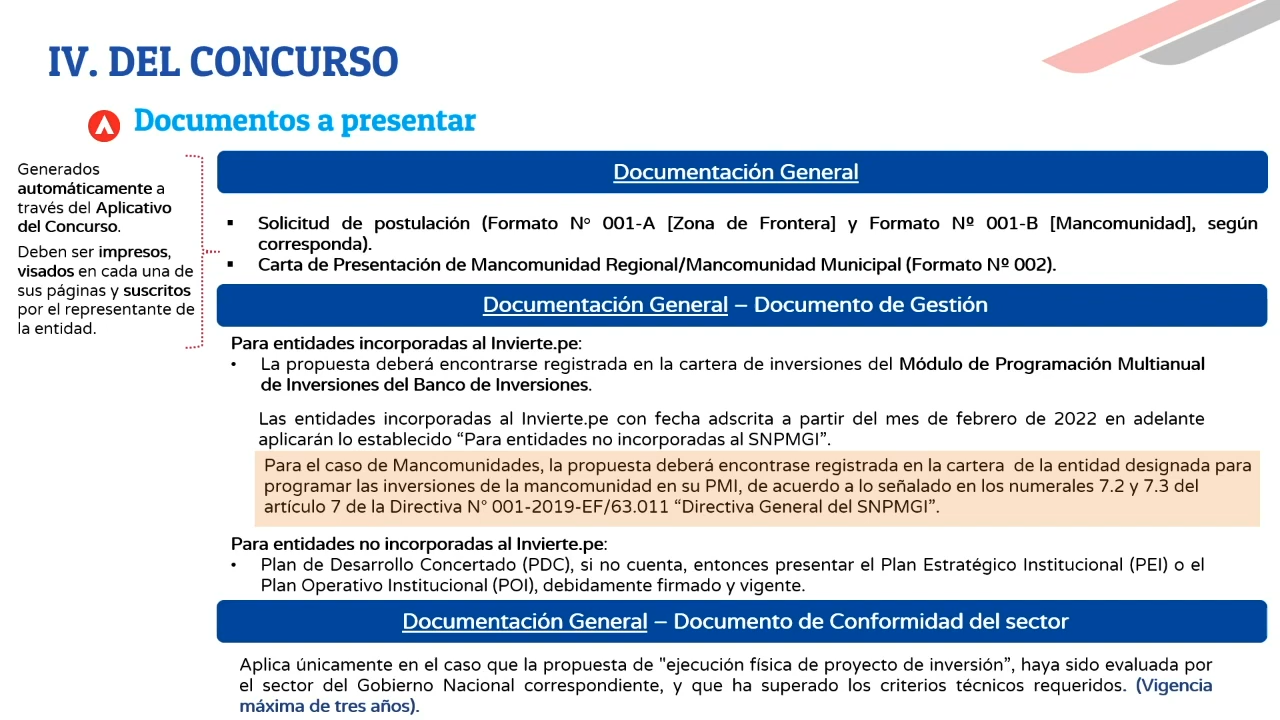 IV. DEL CONCURSO
Documentos a presentar
Generados
automáticamente a
través del Aplicativo
del Concurso.
Deben ser impresos,
visados en cada una de
sus páginas y suscritos
por el representante de
la entidad.
Documentación General
▪ Solicitud de postulación (Formato N° 001-A [Zona de Frontera] y Formato Nº 001-B [Mancomunidad], según
corresponda).
▪ Carta de Presentación de Mancomunidad Regional/Mancomunidad Municipal (Formato Nº 002).
Documentación General – Documento de Gestión
Para entidades incorporadas al Invierte.pe:
• La propuesta deberá encontrarse registrada en la cartera de inversiones del Módulo de Programación Multianual
de Inversiones del Banco de Inversiones.
Las entidades incorporadas al Invierte.pe con fecha adscrita a partir del mes de febrero de 2022 en adelante
aplicarán lo establecido “Para entidades no incorporadas al SNPMGI”.
Para el caso de Mancomunidades, la propuesta deberá encontrase registrada en la cartera de la entidad designada para
programar las inversiones de la mancomunidad en su PMI, de acuerdo a lo señalado en los numerales 7.2 y 7.3 del
artículo 7 de la Directiva N° 001-2019-EF/63.011 “Directiva General del SNPMGI”.
Para entidades no incorporadas al Invierte.pe:
• Plan de Desarrollo Concertado (PDC), si no cuenta, entonces presentar el Plan Estratégico Institucional (PEI) o el
Plan Operativo Institucional (POI), debidamente firmado y vigente.
Documentación General – Documento de Conformidad del sector
Aplica únicamente en el caso que la propuesta de "ejecución física de proyecto de inversión”, haya sido evaluada por
el sector del Gobierno Nacional correspondiente, y que ha superado los criterios técnicos requeridos. (Vigencia
máxima de tres años).